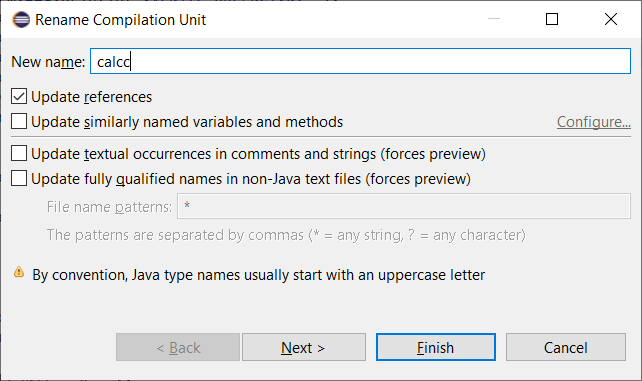 Rename Compilation Unit
New name: calcc
Update references
Update similarly named variables and methods Configure...
Update textual occurrences in comments and strings (forces preview)
Update fully qualified names in non-Java text files (forces preview)
File name patterns: *
The patterns are separated by commas (* = any string, ? = any character)
By convention, Java type names usually start with an uppercase letter
< Back Next > Finish Cancel